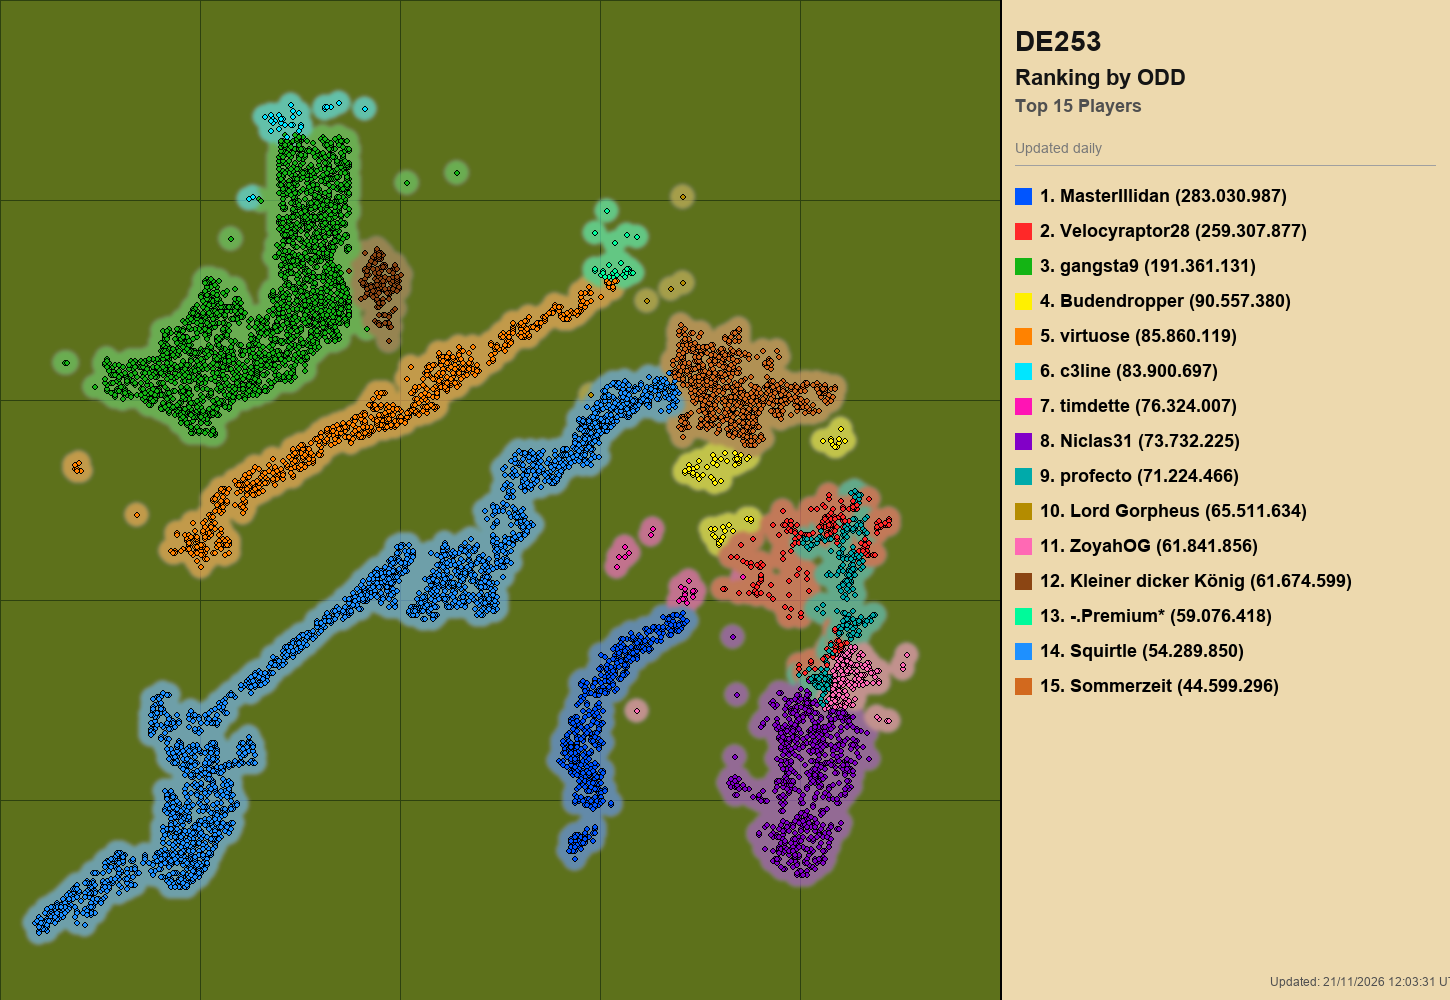 DE253
Ranking by ODD
Top 15 Players
Updated daily
1. MasterIllidan (283.030.987)
2. Velocyraptor28 (259.307.877)
3. gangsta9 (191.361.131)
4. Budendropper (90.557.380)
5. virtuose (85.860.119)
6. c3line (83.900.697)
7. timdette (76.324.007)
8. Niclas31 (73.732.225)
9. profecto (71.224.466)
10. Lord Gorpheus (65.511.634)
11. ZoyahOG (61.841.856)
12. Kleiner dicker König (61.674.599)
13. -.Premium* (59.076.418)
14. Squirtle (54.289.850)
15. Sommerzeit (44.599.296)
Updated: 21/11/2026 12:03:31 U